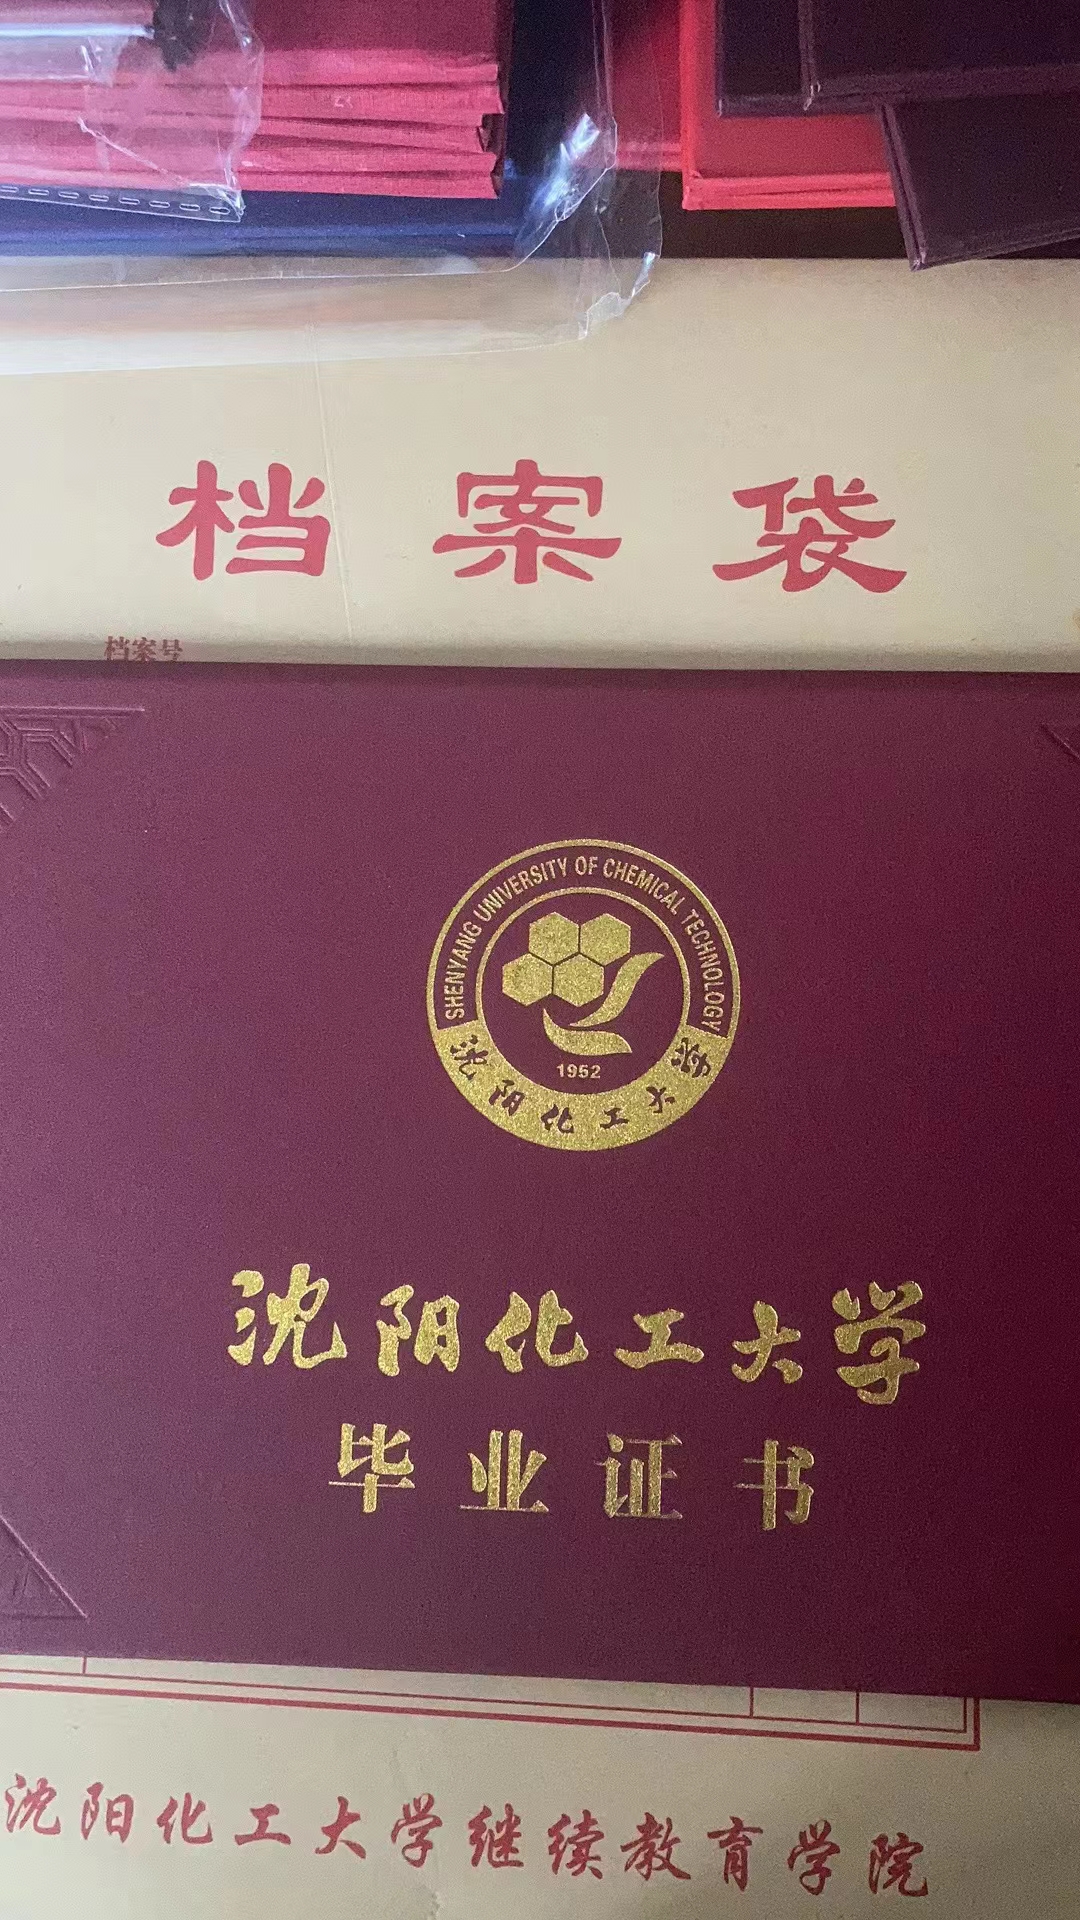 档案袋
档案号
SHENYANG UNIVERSITY OF CHEMICAL TECHNOLOGY
1952
沈阳化工大学
沈阳化工大学
毕业证书
沈阳化工大学继续教育学院